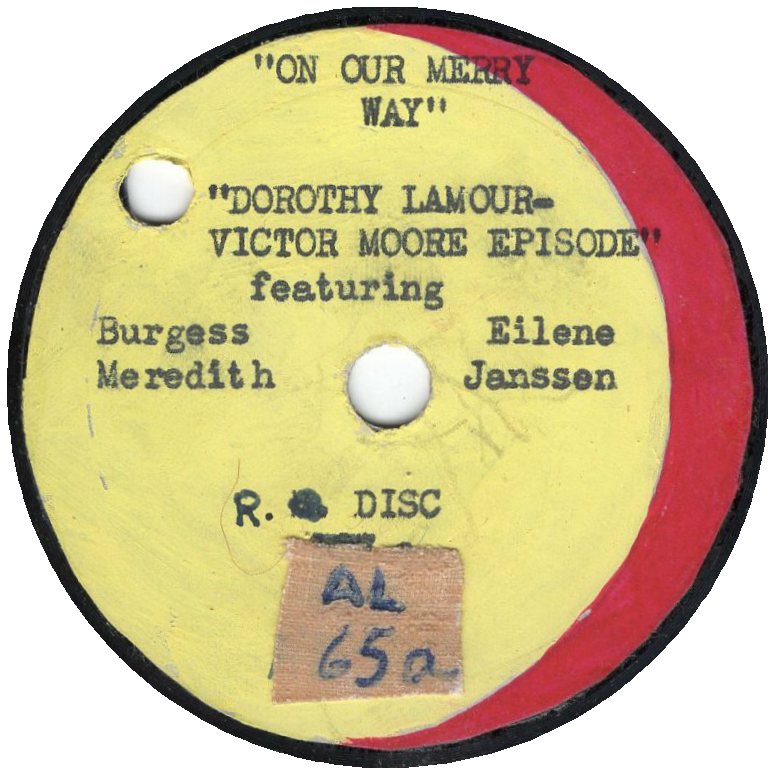 "ON OUR MERRY
WAY"
"DOROTHY LAMOUR-
VICTOR MOORE EPISODE"
featuring
Burgess Eilene
Meredith Janssen
R. DISC
AL
65a